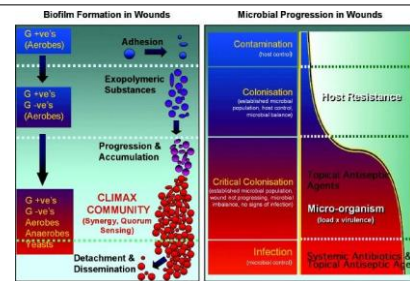 Biofilm Formation in Wounds
G +ve's
(Aerobes)
G +ve's
G -ve's
(Aerobes)
G +ve's
G -ve's
Aerobes
Anaerobes
Yeasts
Adhesion
Exopolymeric
Substances
Progression &
Accumulation
CLIMAX
COMMUNITY
(Synergy, Quorum
Sensing)
Detachment &
Dissemination
Microbial Progression in Wounds
Contamination
(host control)
Colonisation
(established microbial
population, host control,
microbial balance)
Critical Colonisation
(established microbial population,
wound not progressing, microbial
imbalance, no signs of infection)
Infection
(microbial control)
Host Resistance
Topical Antiseptic
Agents
Micro-organism
(load x virulence)
Systemic Antibiotics &
Topical Antiseptic